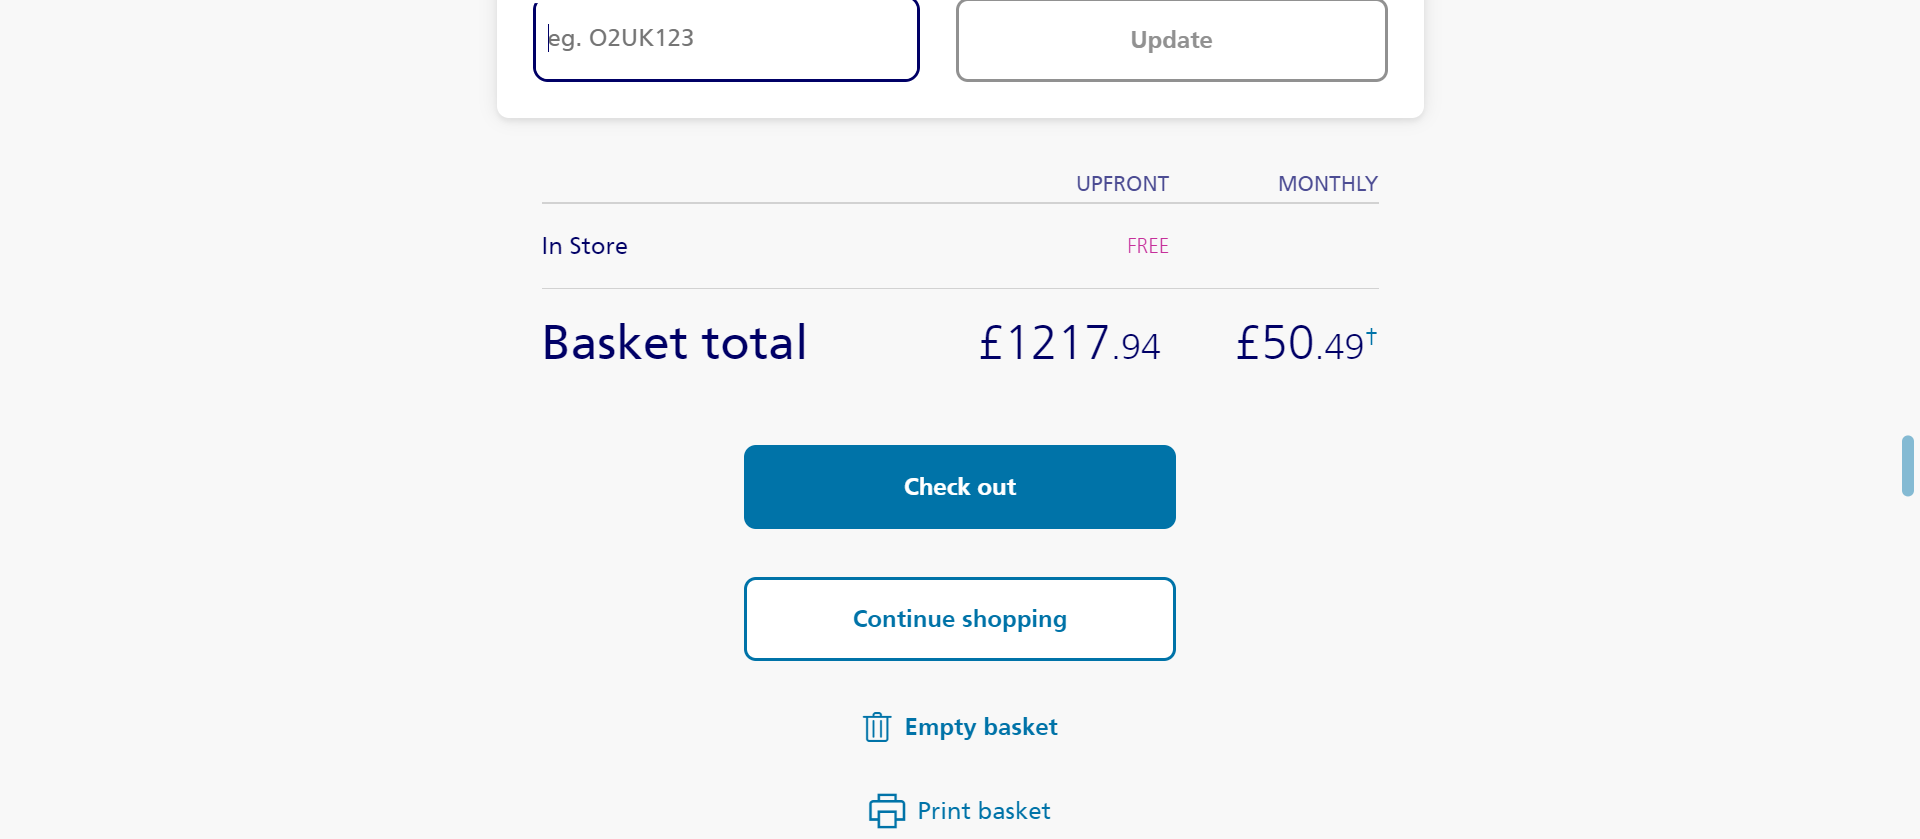 eg. O2UK123
Update
UPFRONT MONTHLY
In Store FREE
Basket total £1217.94 £50.49†
Check out
Continue shopping
Empty basket
Print basket